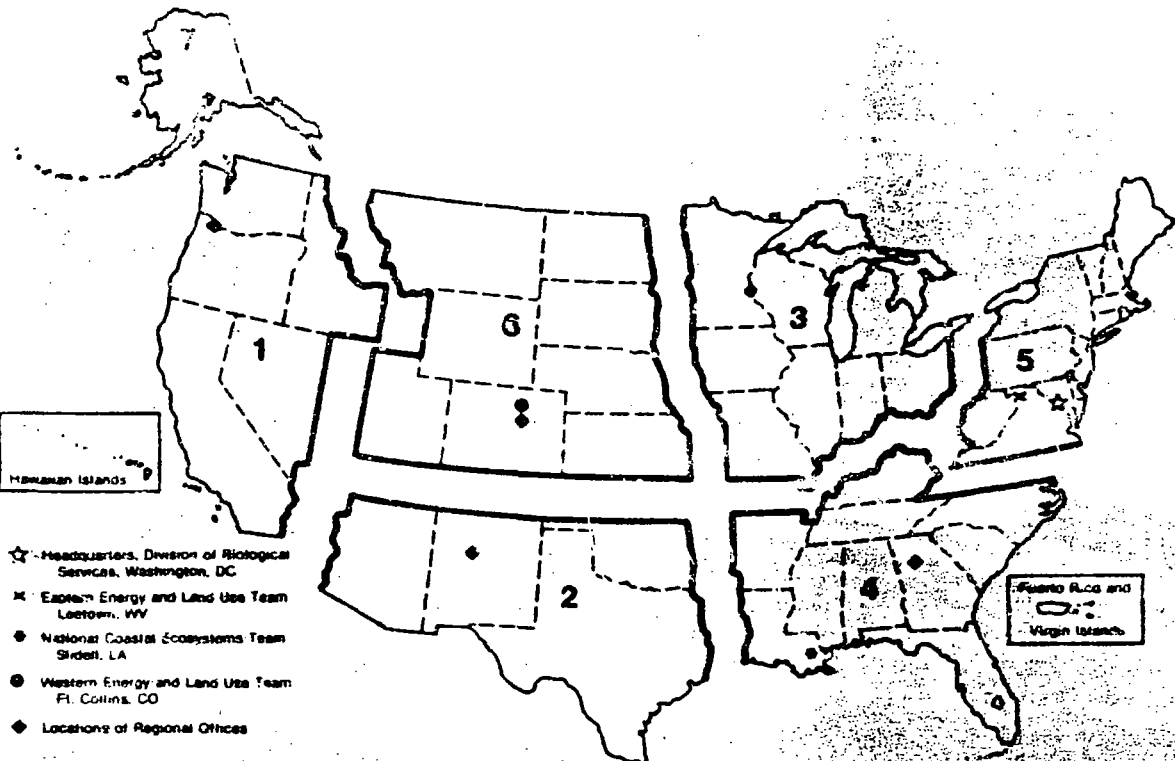 7
1
6
3
5
2
4
Hawaiian Islands
Headquarters, Division of Biological
Services, Washington, DC
Eastern Energy and Land Use Team
Leetown, WV
National Coastal Ecosystems Team
Slidell, LA
Western Energy and Land Use Team
Ft. Collins, CO
Locations of Regional Offices
Puerto Rico and
Virgin Islands